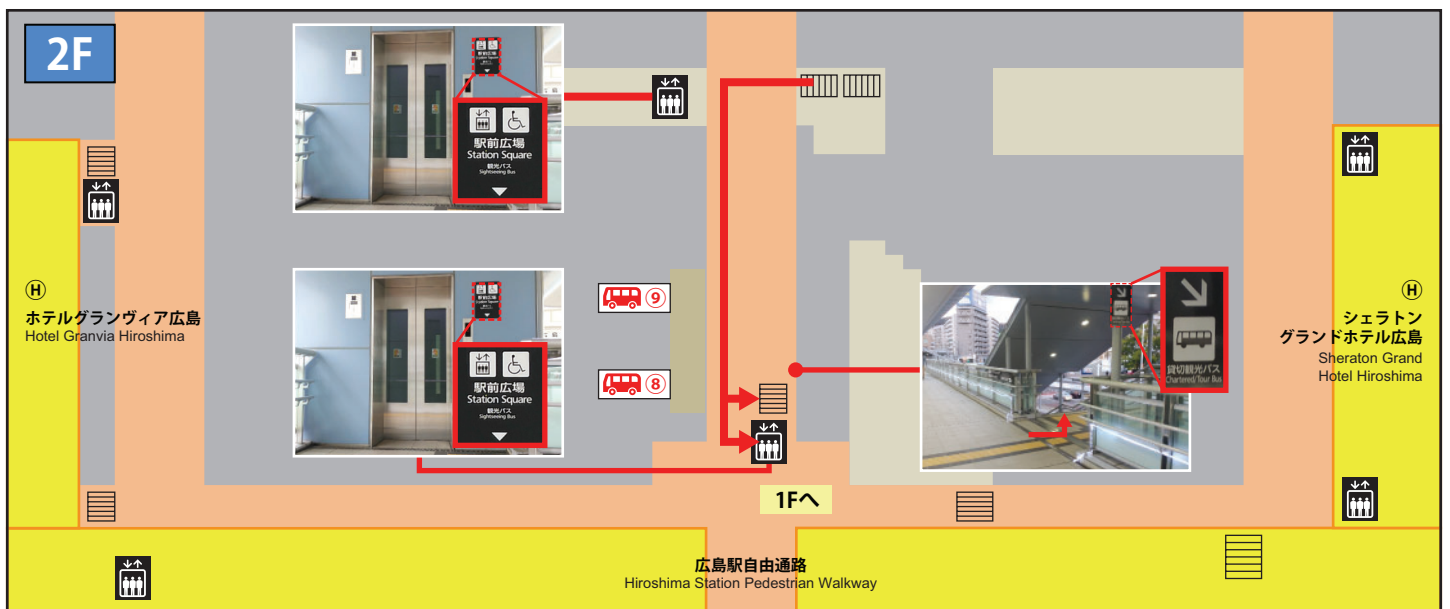 2F
駅前広場
Station Square
観光バス
Sightseeing Bus
駅前広場
Station Square
観光バス
Sightseeing Bus
ホテルグランヴィア広島
Hotel Granvia Hiroshima
⑨
⑧
貸切観光バス
Chartered/Tour Bus
Ⓗ
Ⓗ
シェラトン
グランドホテル広島
Sheraton Grand
Hotel Hiroshima
1Fへ
広島駅自由通路
Hiroshima Station Pedestrian Walkway